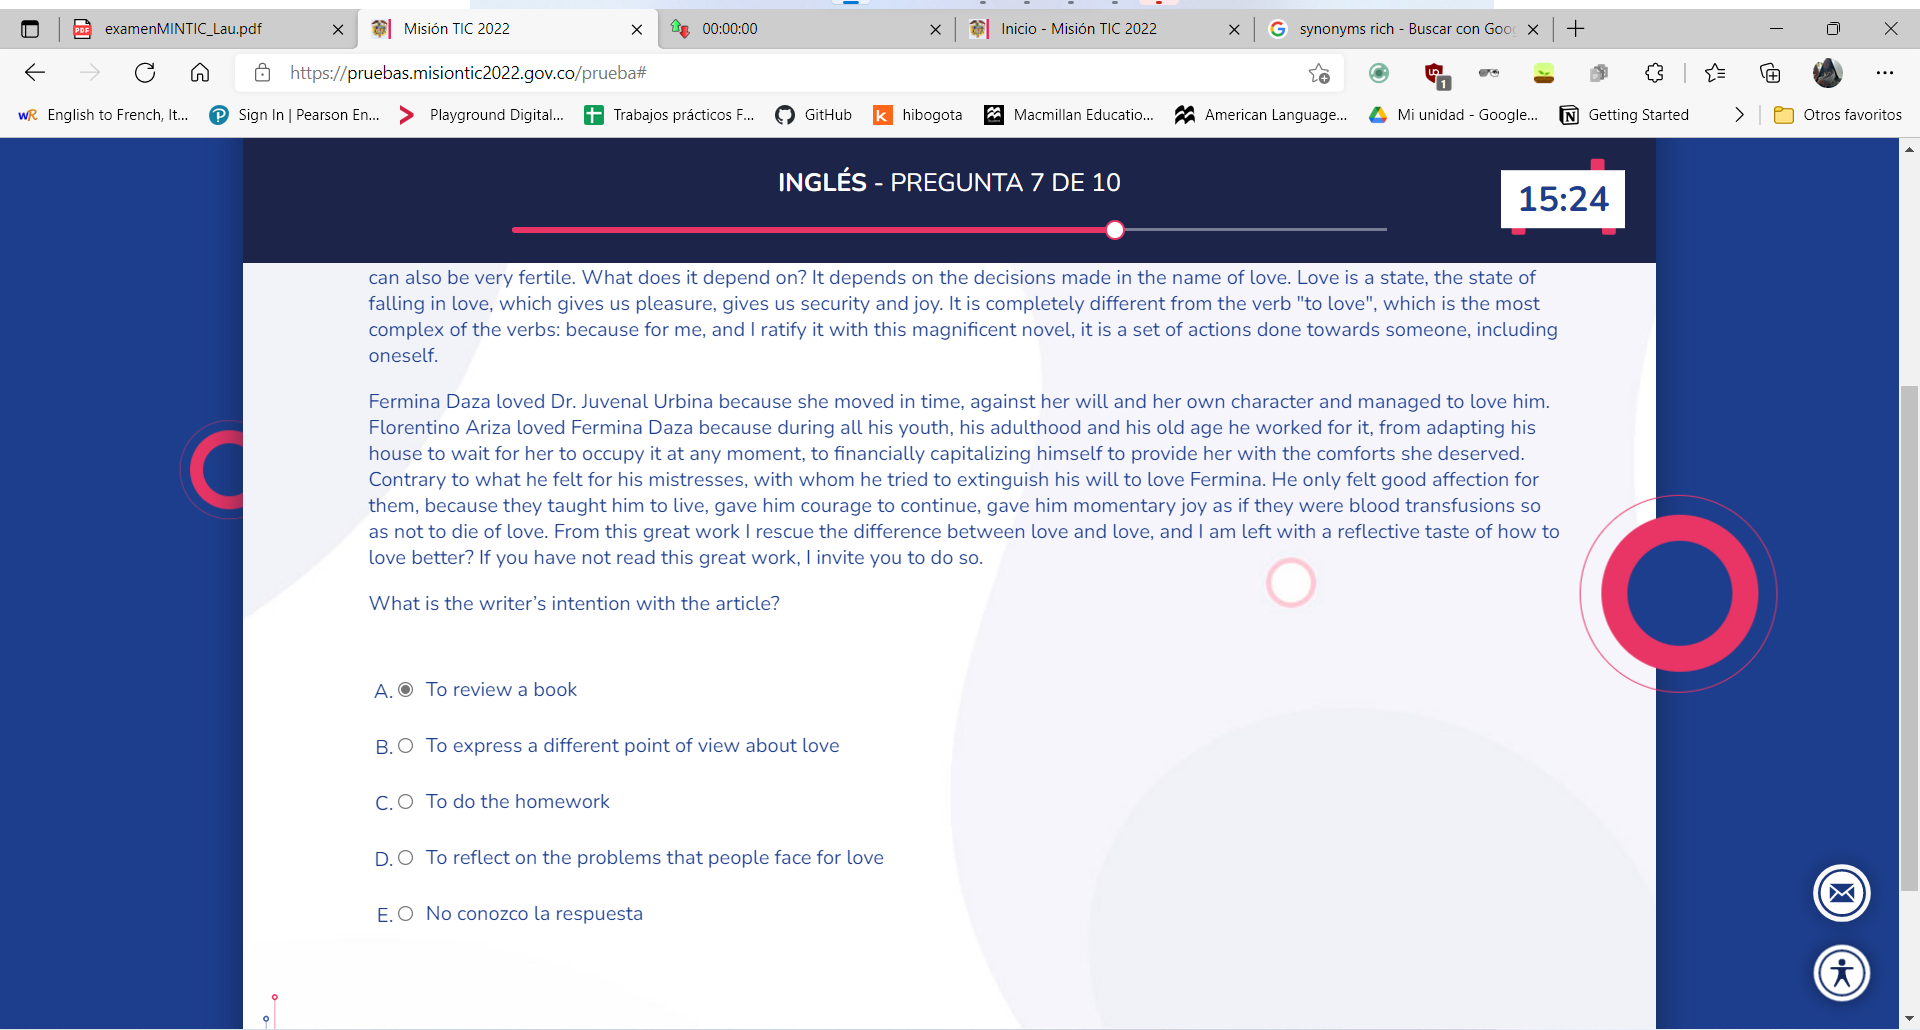 examenMINTIC_Lau.pdf
Misión TIC 2022
00:00:00
Inicio - Misión TIC 2022
synonyms rich - Buscar con Goo
https://pruebas.misiontic2022.gov.co/prueba#
1
English to French, It...
Sign In | Pearson En...
Playground Digital...
Trabajos prácticos F...
GitHub
hibogota
Macmillan Educatio...
American Language...
Mi unidad - Google...
Getting Started
Otros favoritos
INGLÉS - PREGUNTA 7 DE 10
15:24
can also be very fertile. What does it depend on? It depends on the decisions made in the name of love. Love is a state, the state of
falling in love, which gives us pleasure, gives us security and joy. It is completely different from the verb "to love", which is the most
complex of the verbs: because for me, and I ratify it with this magnificent novel, it is a set of actions done towards someone, including
oneself.
Fermina Daza loved Dr. Juvenal Urbina because she moved in time, against her will and her own character and managed to love him.
Florentino Ariza loved Fermina Daza because during all his youth, his adulthood and his old age he worked for it, from adapting his
house to wait for her to occupy it at any moment, to financially capitalizing himself to provide her with the comforts she deserved.
Contrary to what he felt for his mistresses, with whom he tried to extinguish his will to love Fermina. He only felt good affection for
them, because they taught him to live, gave him courage to continue, gave him momentary joy as if they were blood transfusions so
as not to die of love. From this great work I rescue the difference between love and love, and I am left with a reflective taste of how to
love better? If you have not read this great work, I invite you to do so.
What is the writer’s intention with the article?
A. To review a book
B. To express a different point of view about love
C. To do the homework
D. To reflect on the problems that people face for love
E. No conozco la respuesta